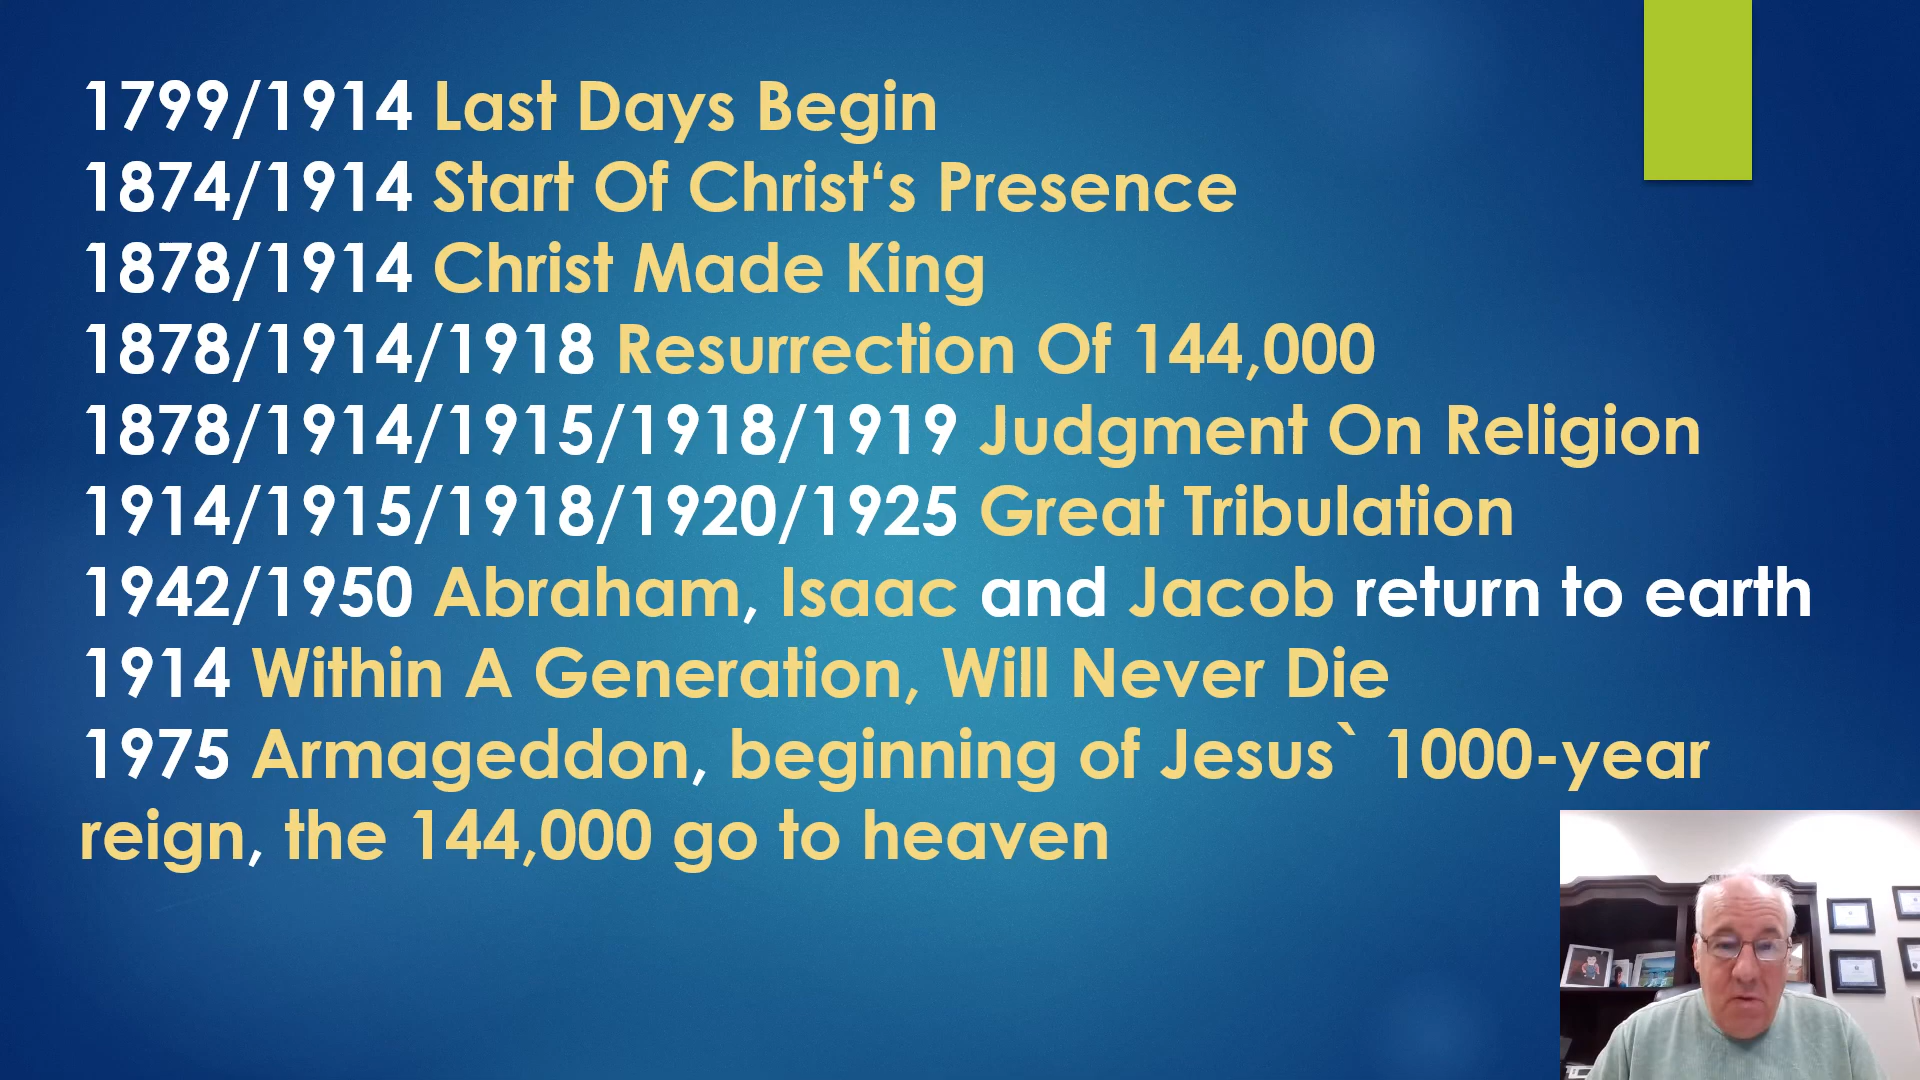 1799/1914 Last Days Begin
1874/1914 Start Of Christ‘s Presence
1878/1914 Christ Made King
1878/1914/1918 Resurrection Of 144,000
1878/1914/1915/1918/1919 Judgment On Religion
1914/1915/1918/1920/1925 Great Tribulation
1942/1950 Abraham, Isaac and Jacob return to earth
1914 Within A Generation, Will Never Die
1975 Armageddon, beginning of Jesus` 1000-year
reign, the 144,000 go to heaven